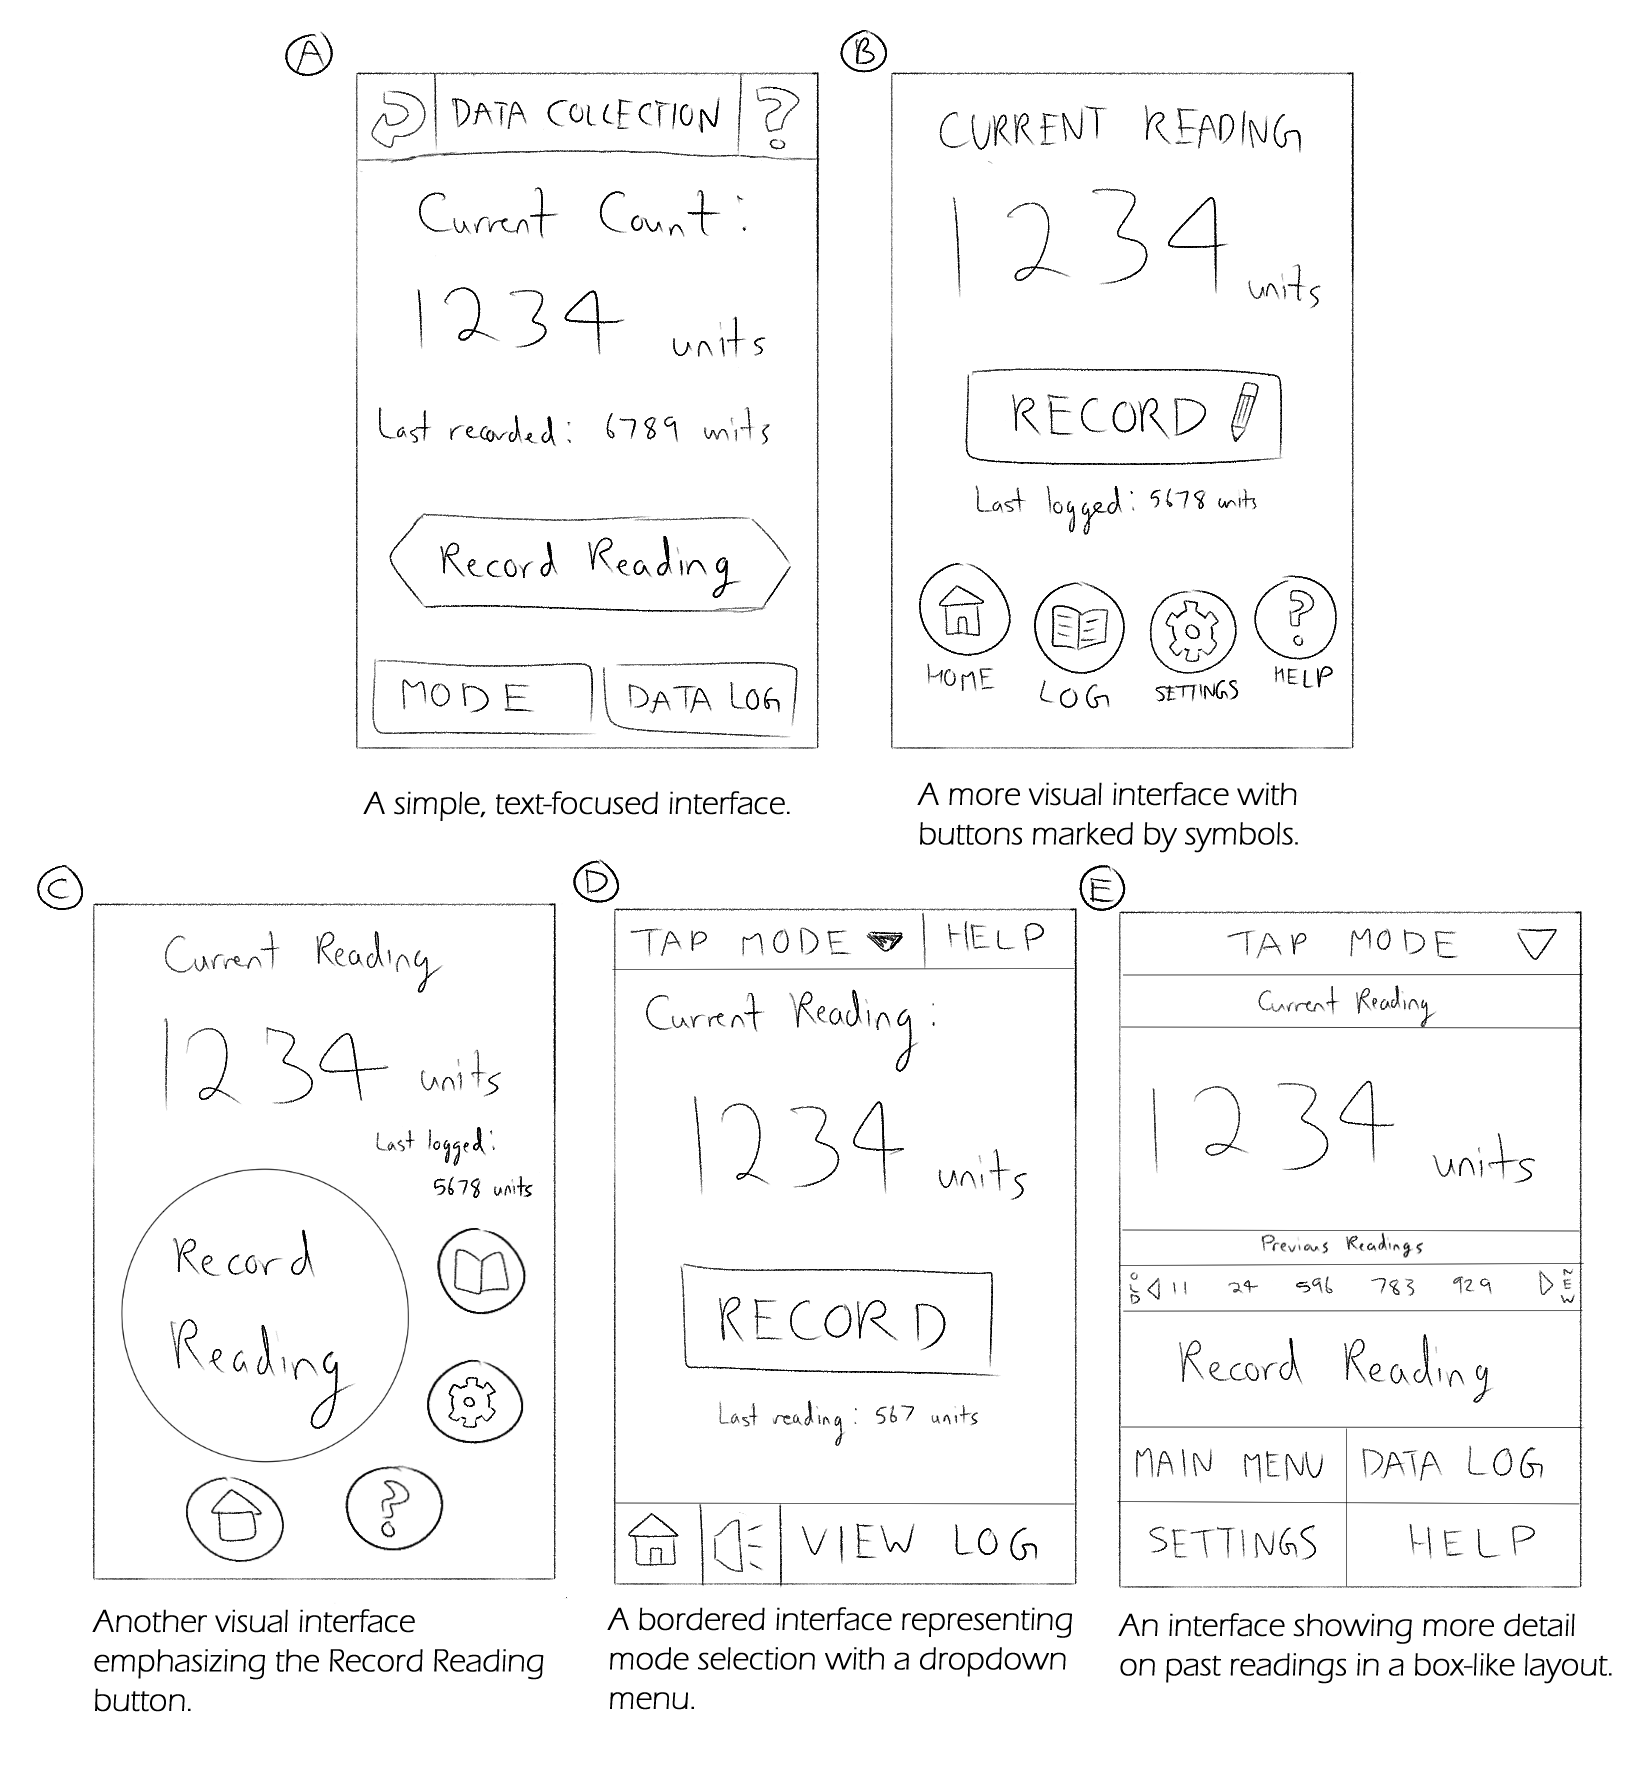 A
DATA COLLECTION ?
Current Count:
1234 units
Last recorded: 6789 units
Record Reading
MODE DATA LOG
A simple, text-focused interface.
B
CURRENT READING
1234 units
RECORD
Last logged: 5678 units
?
HOME LOG SETTINGS HELP
A more visual interface with
buttons marked by symbols.
C
Current Reading
1234 units
Last logged:
5678 units
Record
Reading
?
Another visual interface
emphasizing the Record Reading
button.
D
TAP MODE HELP
Current Reading:
1234 units
RECORD
Last reading: 567 units
VIEW LOG
A bordered interface representing
mode selection with a dropdown
menu.
E
TAP MODE
Current Reading
1234 units
Previous Readings
OLD 11 24 596 783 929 NEW
Record Reading
MAIN MENU DATA LOG
SETTINGS HELP
An interface showing more detail
on past readings in a box-like layout.